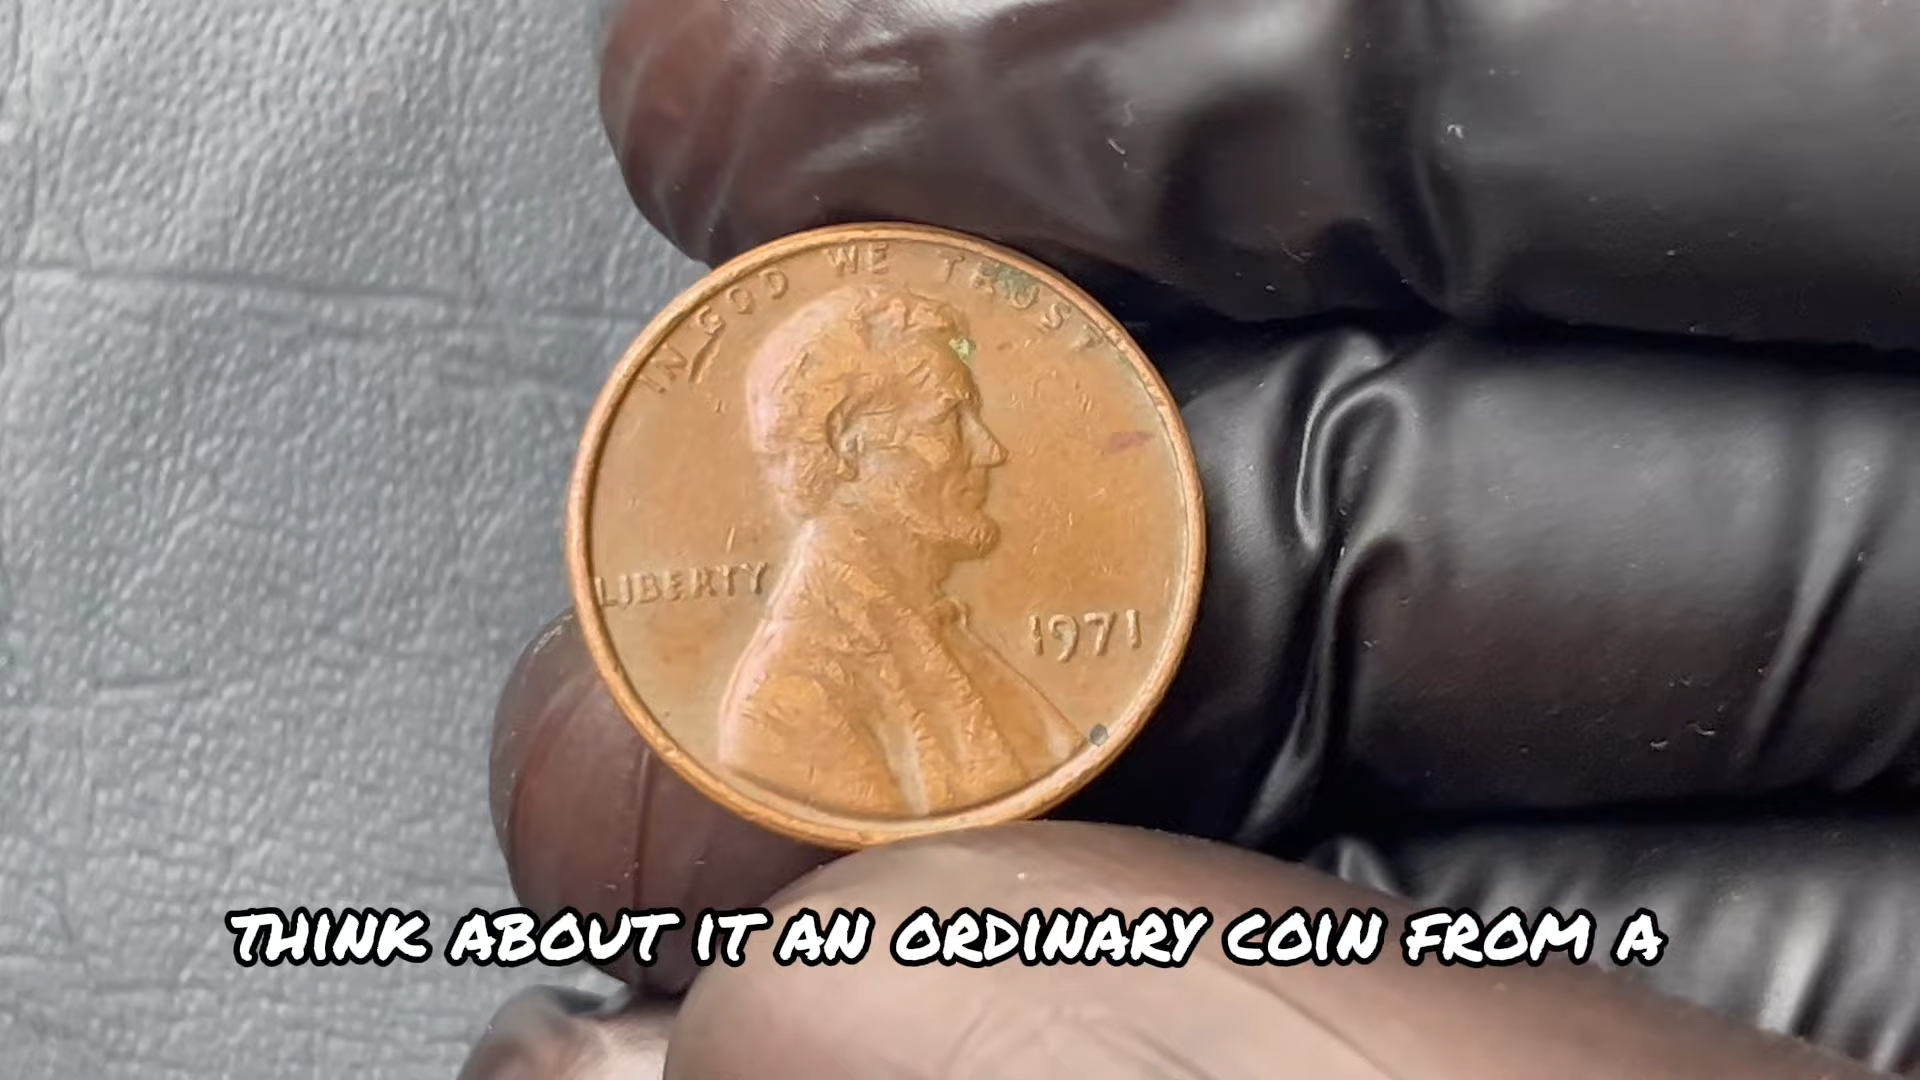 IN GOD WE TRUST
LIBERTY
1971
THINK ABOUT IT AN ORDINARY COIN FROM A